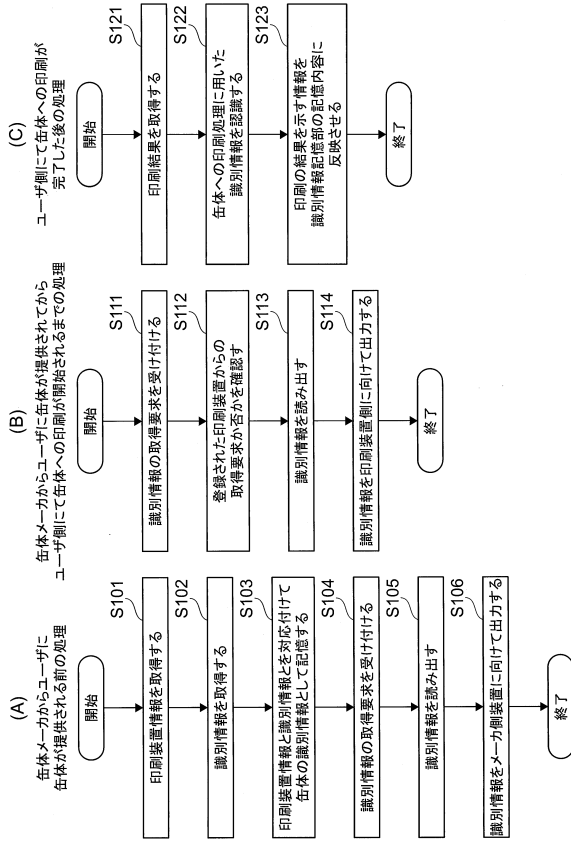 (A)
缶体メーカからユーザに
缶体が提供される前の処理
開始
S101
印刷装置情報を取得する
S102
識別情報を取得する
S103
印刷装置情報と識別情報とを対応付けて
缶体の識別情報として記憶する
S104
識別情報の取得要求を受け付ける
S105
識別情報を読み出す
S106
識別情報をメーカ側装置に向けて出力する
終了
(B)
缶体メーカからユーザに缶体が提供されてから
ユーザ側にて缶体への印刷が開始されるまでの処理
開始
S111
識別情報の取得要求を受け付ける
S112
登録された印刷装置からの
取得要求か否かを確認す
S113
識別情報を読み出す
S114
識別情報を印刷装置側に向けて出力する
終了
(C)
ユーザ側にて缶体への印刷が
完了した後の処理
開始
S121
印刷結果を取得する
S122
缶体への印刷処理に用いた
識別情報を認識する
S123
印刷の結果を示す情報を
識別情報記憶部の記憶内容に
反映させる
終了